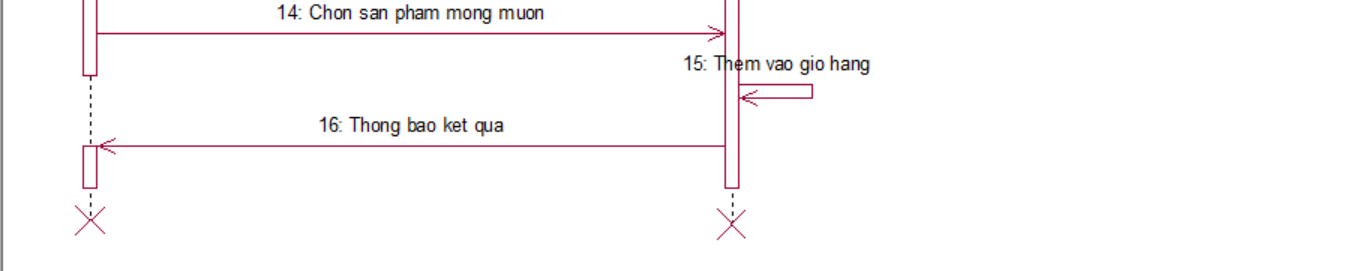 14: Chon san pham mong muon
15: Them vao gio hang
16: Thong bao ket qua